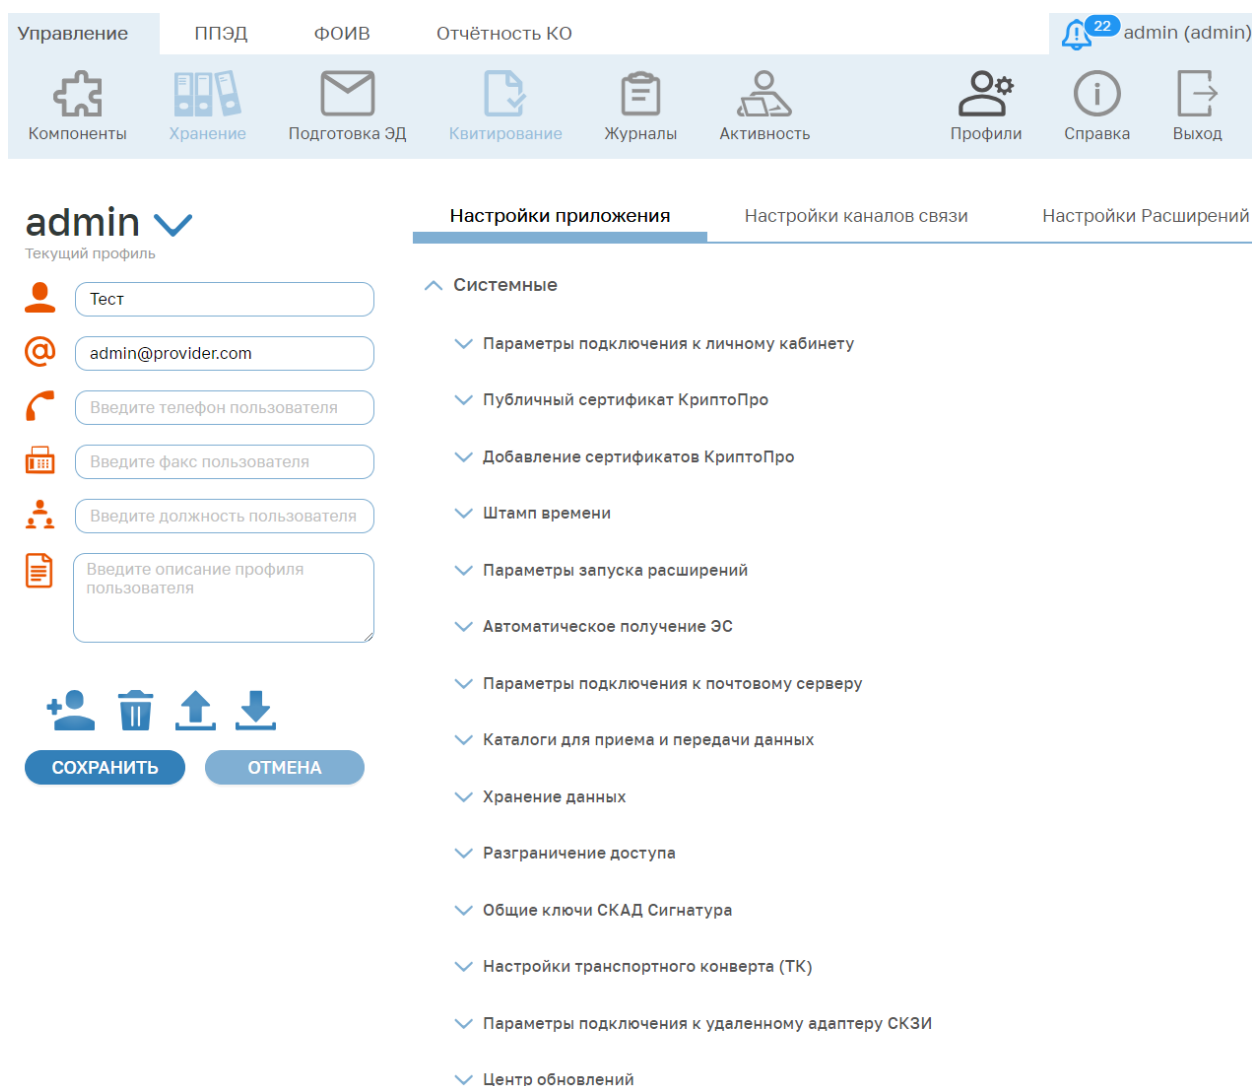 Управление ППЭД ФОИВ Отчётность КО 22 admin (admin)
Компоненты Хранение Подготовка ЭД Квитирование Журналы Активность Профили Справка Выход
admin
Текущий профиль
Тест
admin@provider.com
Введите телефон пользователя
Введите факс пользователя
Введите должность пользователя
Введите описание профиля
пользователя
СОХРАНИТЬ ОТМЕНА
Настройки приложения Настройки каналов связи Настройки Расширений
Системные
Параметры подключения к личному кабинету
Публичный сертификат КриптоПро
Добавление сертификатов КриптоПро
Штамп времени
Параметры запуска расширений
Автоматическое получение ЭС
Параметры подключения к почтовому серверу
Каталоги для приема и передачи данных
Хранение данных
Разграничение доступа
Общие ключи СКАД Сигнатура
Настройки транспортного конверта (ТК)
Параметры подключения к удаленному адаптеру СКЗИ
Центр обновлений